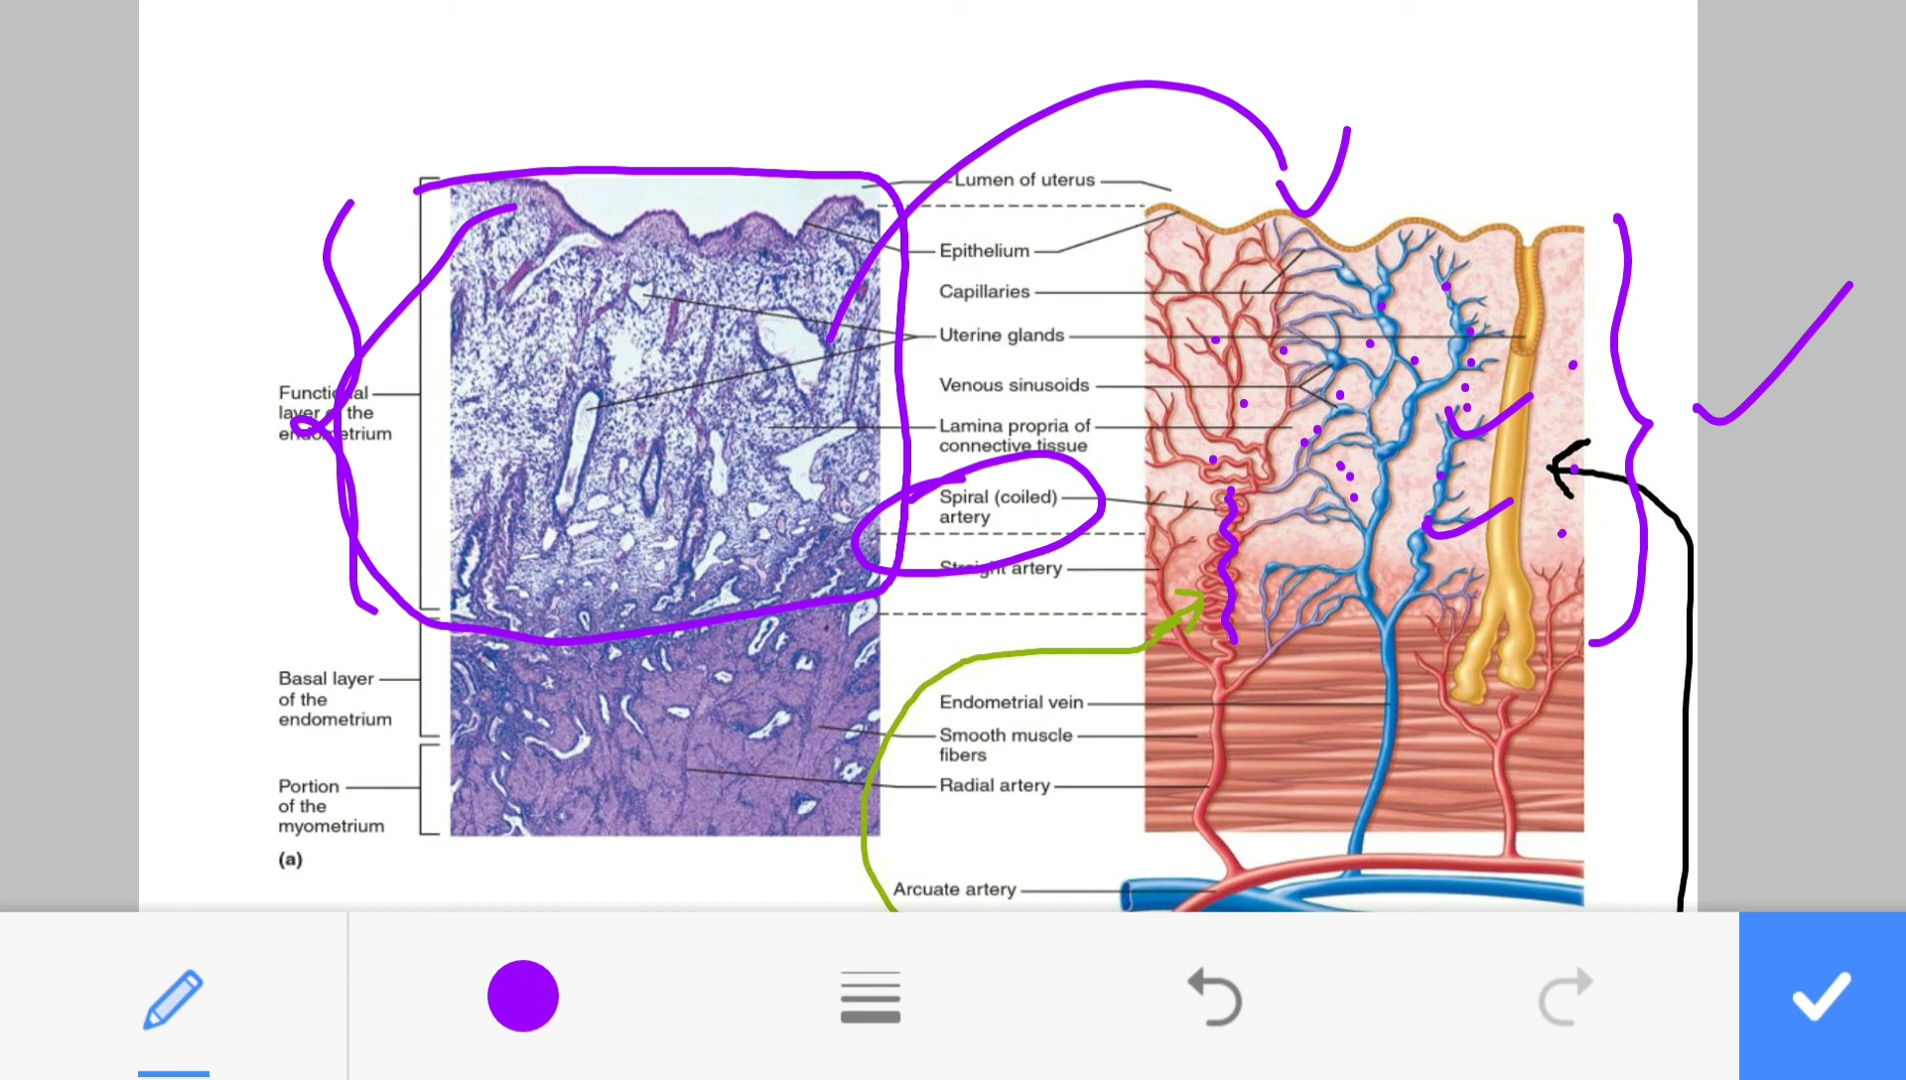 Lumen of uterus
Epithelium
Capillaries
Uterine glands
Venous sinusoids
Functional
layer of the
endometrium
Lamina propria of
connective tissue
Spiral (coiled)
artery
Straight artery
Basal layer
of the
endometrium
Endometrial vein
Smooth muscle
fibers
Radial artery
Portion
of the
myometrium
(a)
Arcuate artery